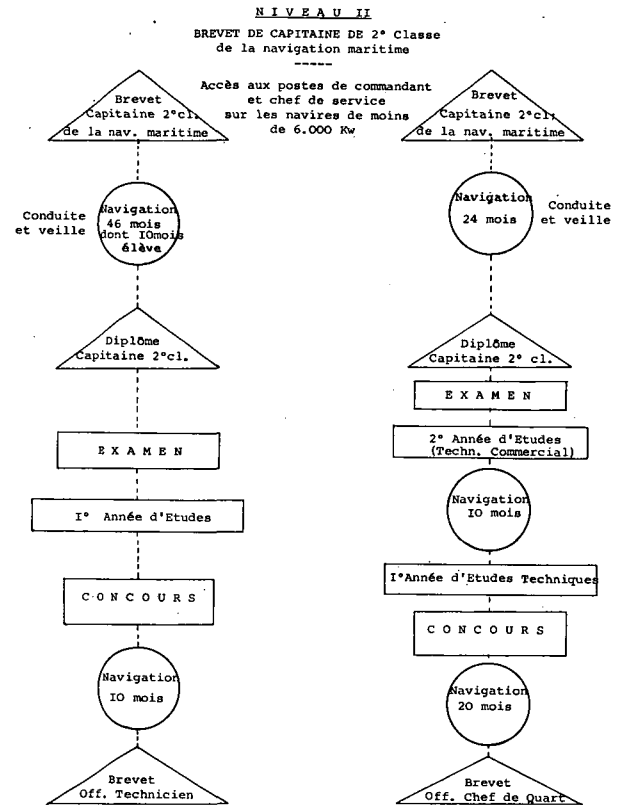 NIVEAU II
BREVET DE CAPITAINE DE 2° Classe
de la navigation maritime
-----
Accès aux postes de commandant
et chef de service
sur les navires de moins
de 6.000 Kw
Brevet
Capitaine 2°cl.
de la nav. maritime
Conduite
et veille
Navigation
46 mois
dont IOmois
élève
Diplôme
Capitaine 2°cl.
EXAMEN
I° Année d'Etudes
CONCOURS
Navigation
IO mois
Brevet
Off. Technicien
Brevet
Capitaine 2°cl;
de la nav. maritime
Navigation
24 mois
Conduite
et veille
Diplôme
Capitaine 2° cl.
EXAMEN
2° Année d'Etudes
(Techn. Commercial)
Navigation
IO mois
I°Année d'Etudes Techniques
CONCOURS
Navigation
20 mois
Brevet
Off. Chef de Quart